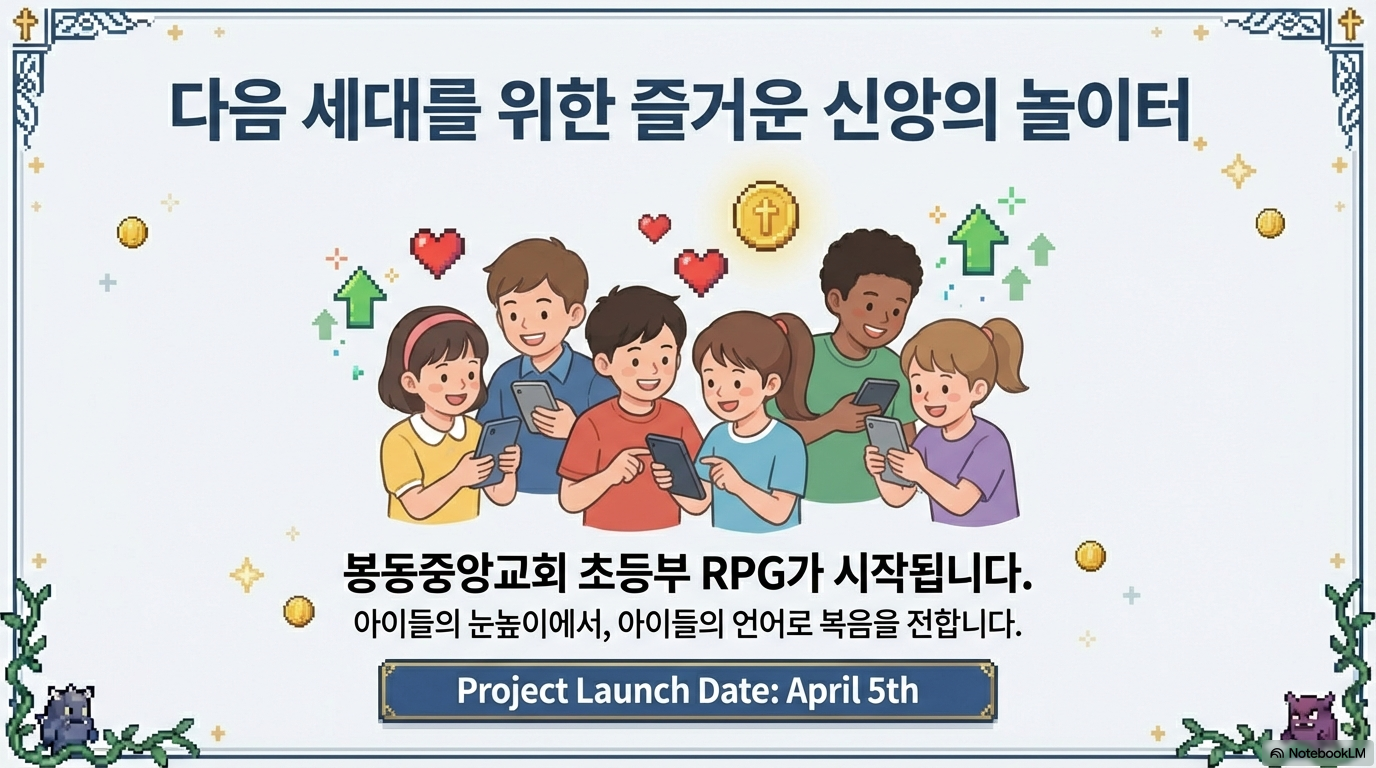 다음 세대를 위한 즐거운 신앙의 놀이터
봉동중앙교회 초등부 RPG가 시작됩니다.
아이들의 눈높이에서, 아이들의 언어로 복음을 전합니다.
Project Launch Date: April 5th
NotebookLM